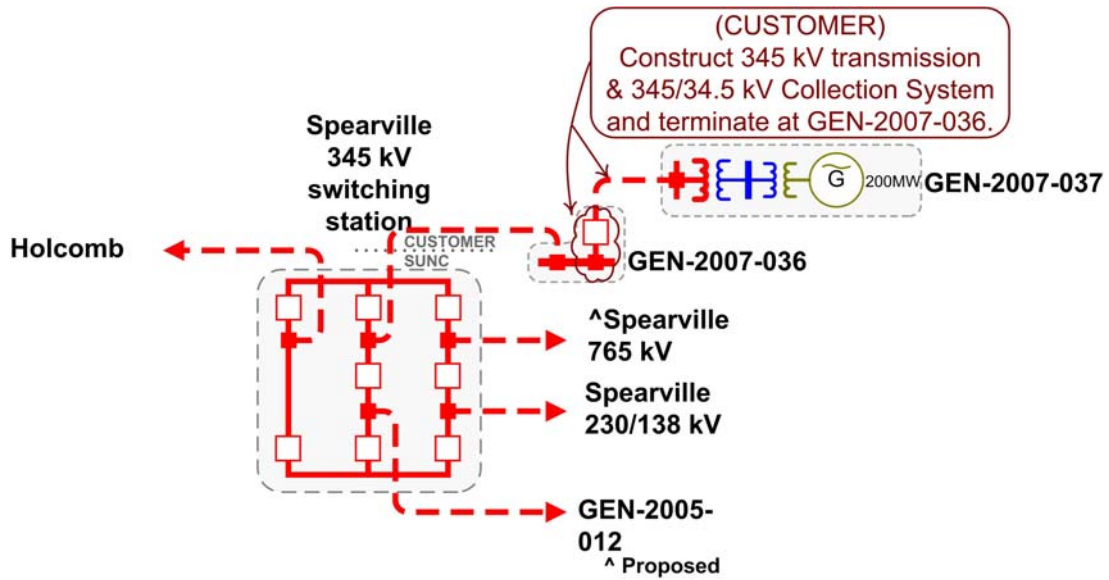 (CUSTOMER)
Construct 345 kV transmission
& 345/34.5 kV Collection System
and terminate at GEN-2007-036.
Spearville
345 kV
switching
station
G
200MW
GEN-2007-037
Holcomb
CUSTOMER
SUNC
GEN-2007-036
^Spearville
765 kV
Spearville
230/138 kV
GEN-2005-
012
^ Proposed